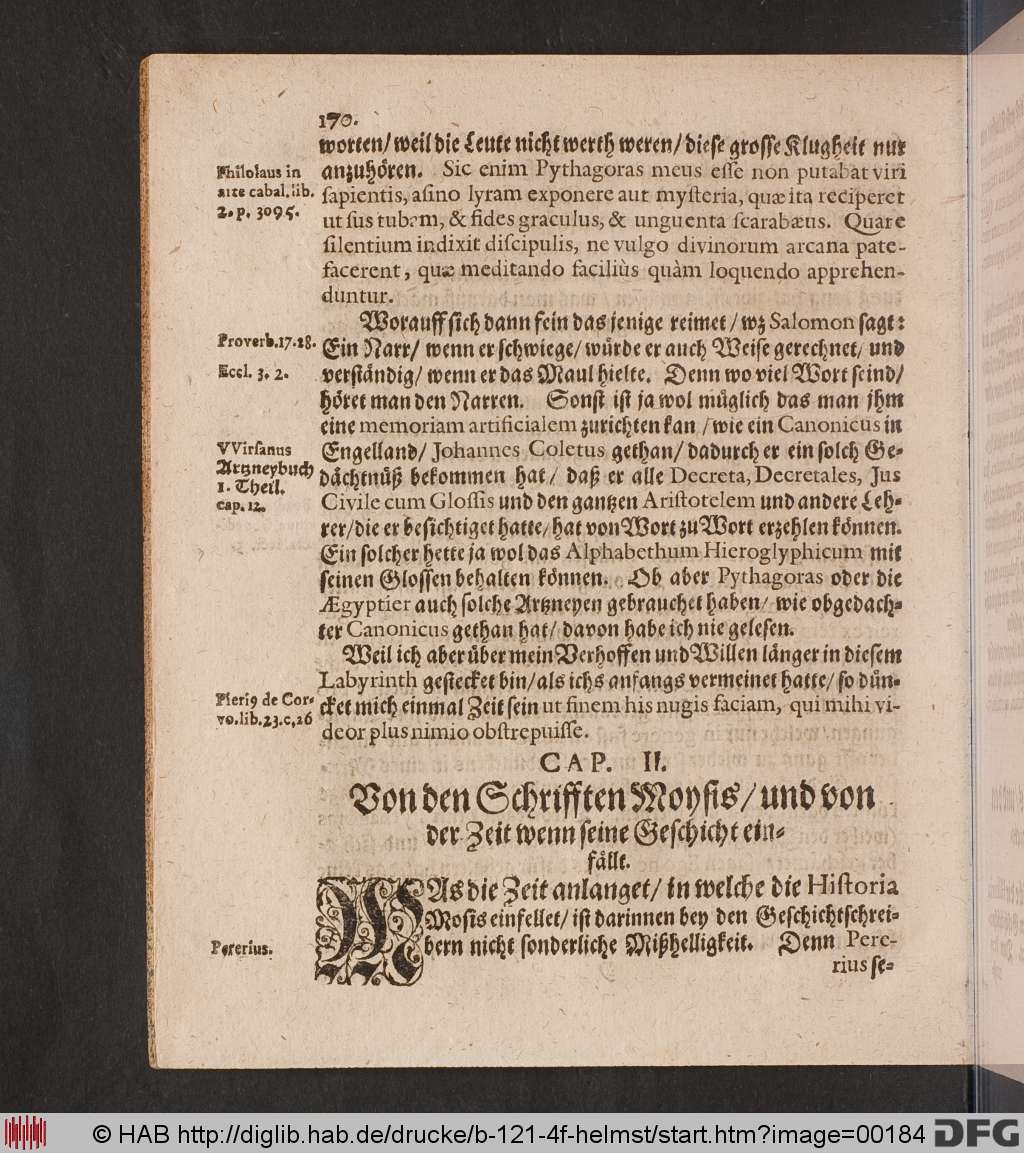 170.
worten/ weil die Leute nicht werth weren/ diese grosse Klugheit nur
anzuhören. Sic enim Pythagoras meus esse non putabat viri
Philolaus in
arte cabal. lib.
2. p. 3095.
sapientis, asino lyram exponere aut mysteria, quæ ita reciperet
ut sus tubam, & fides graculus, & unguenta scarabæus. Quare
silentium indixit discipulis, ne vulgo divinorum arcana pate-
facerent, quæ meditando faciliùs quàm loquendo apprehen-
duntur.
Worauff sich dann fein das jenige reimet/ wz Salomon sagt:
Proverb. 17. 28.
Ein Narr/ wenn er schwiege/ würde er auch Weise gerechnet/ und
Eccl. 3. 2.
verständig/ wenn er das Maul hielte. Denn wo viel Wort seind/
höret man den Narren. Sonst ist ja wol müglich das man jhm
eine memoriam artificialem zurichten kan/ wie ein Canonicus in
VVirsanus
Artzneybuch
1. Theil.
cap. 12.
Engelland/ Johannes Coletus gethan/ dadurch er ein solch Ge-
dächtnüß bekommen hat/ daß er alle Decreta, Decretales, Jus
Civile cum Glossis und den gantzen Aristotelem und andere Leh-
rer/ die er besichtiget hatte/ hat von Wort zu Wort erzehlen können.
Ein solcher hette ja wol das Alphabethum Hieroglyphicum mit
seinen Glossen behalten können. Ob aber Pythagoras oder die
Ægyptier auch solche Artzneyen gebrauchet haben/ wie obgedach-
ter Canonicus gethan hat/ davon habe ich nie gelesen.
Weil ich aber über mein Verhoffen und Willen länger in diesem
Labyrinth gestecket bin/ als ichs anfangs vermeinet hatte/ so dün-
Pieri9 de Cor-
vo. lib. 23. c, 26
cket mich einmal Zeit sein ut finem his nugis faciam, qui mihi vi-
deor plus nimio obstrepuisse.
CAP. II.
Von den Schrifften Moysis/ und von
der Zeit wenn seine Geschicht ein-
fällt.
WAs die Zeit anlanget/ in welche die Historia
Mosis einfellet/ ist darinnen bey den Geschichtschrei-
Pererius.
bern nicht sonderliche Mißhelligkeit. Denn Pere-
rius se-
© HAB http://diglib.hab.de/drucke/b-121-4f-helmst/start.htm?image=00184
DFG